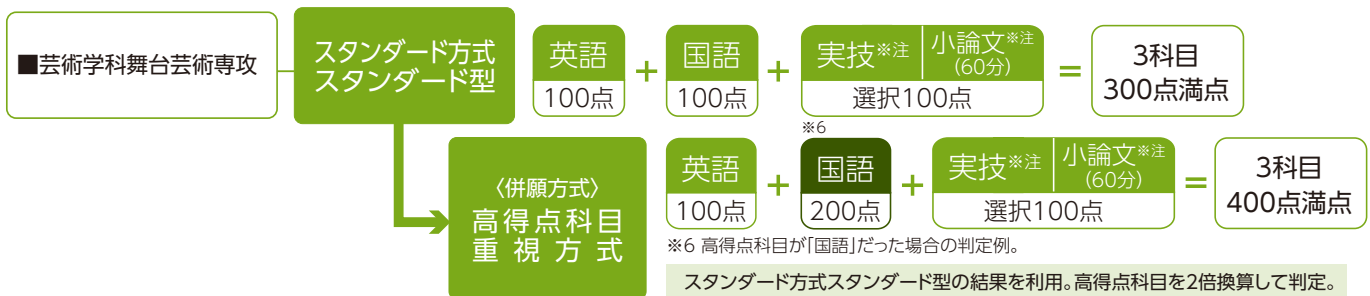 ■芸術学科舞台芸術専攻
スタンダード方式
スタンダード型
英語
100点
+
国語
100点
+
実技※注
小論文※注
(60分)
選択100点
=
3科目
300点満点
〈併願方式〉
高得点科目
重視方式
英語
100点
+
※6
国語
200点
+
実技※注
小論文※注
(60分)
選択100点
=
3科目
400点満点
※6 高得点科目が「国語」だった場合の判定例。
スタンダード方式スタンダード型の結果を利用。高得点科目を2倍換算して判定。